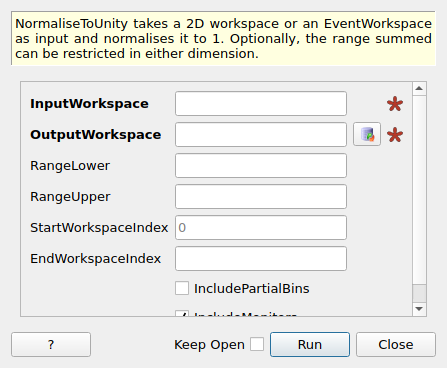 NormaliseToUnity takes a 2D workspace or an EventWorkspace
as input and normalises it to 1. Optionally, the range summed
can be restricted in either dimension.
InputWorkspace
OutputWorkspace
RangeLower
RangeUpper
StartWorkspaceIndex 0
EndWorkspaceIndex
IncludePartialBins
IncludeMonitors
? Keep Open Run Close